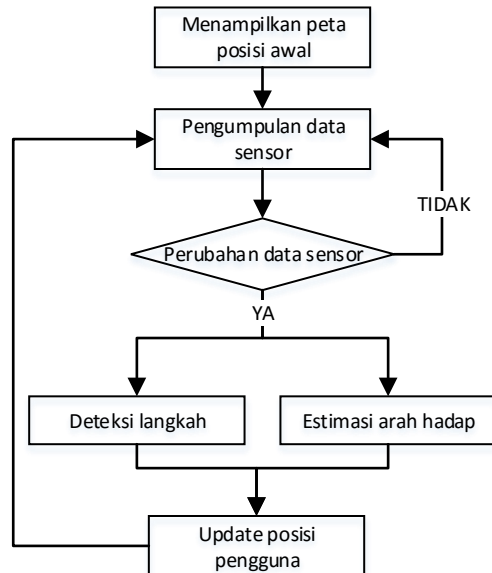 Menampilkan peta
posisi awal
Pengumpulan data
sensor
TIDAK
Perubahan data sensor
YA
Deteksi langkah
Estimasi arah hadap
Update posisi
pengguna